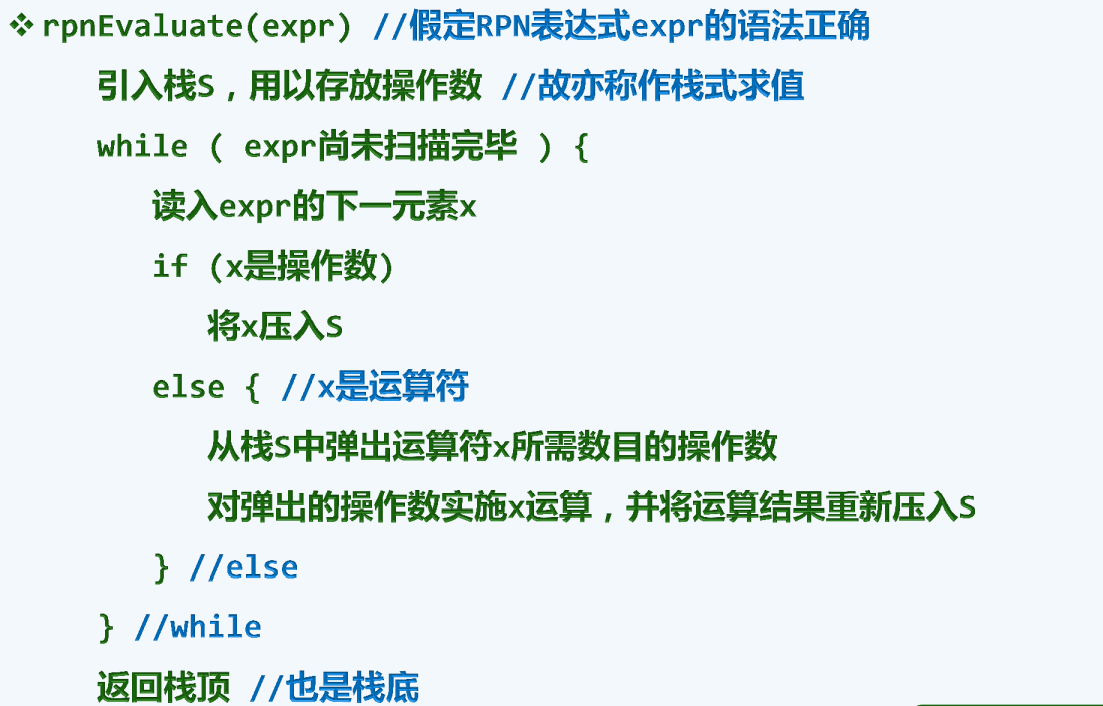 ❖rpnEvaluate(expr) //假定RPN表达式expr的语法正确
引入栈S，用以存放操作数 //故亦称作栈式求值
while ( expr尚未扫描完毕 ) {
读入expr的下一元素x
if (x是操作数)
将x压入S
else { //x是运算符
从栈S中弹出运算符x所需数目的操作数
对弹出的操作数实施x运算，并将运算结果重新压入S
} //else
} //while
返回栈顶 //也是栈底